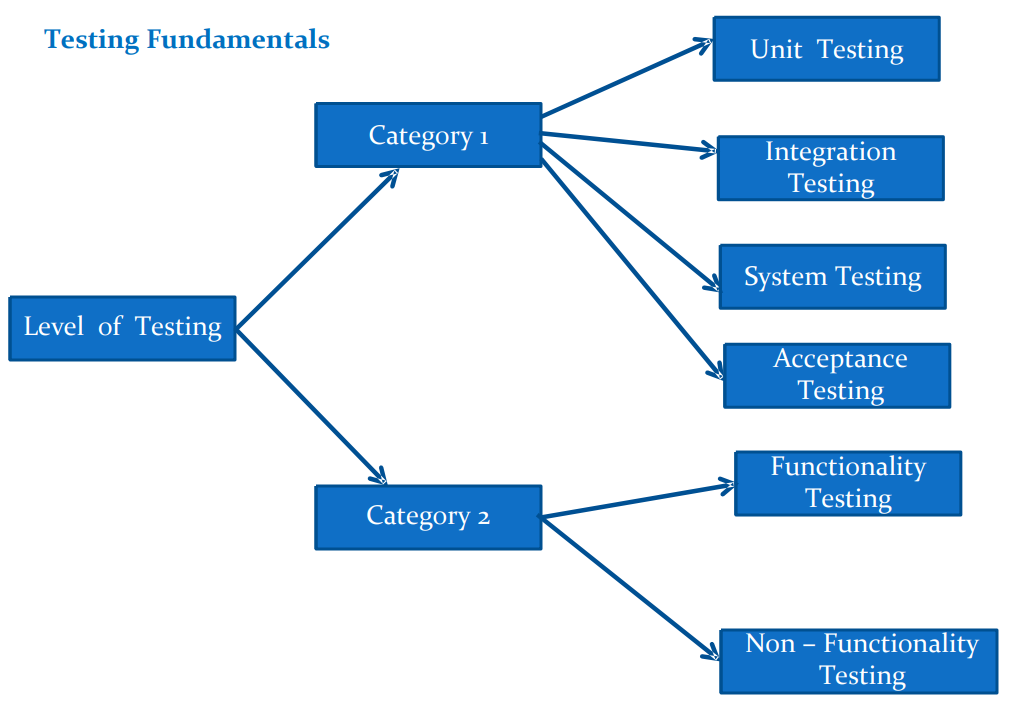 Testing Fundamentals
Unit Testing
Category 1
Integration
Testing
System Testing
Level of Testing
Acceptance
Testing
Functionality
Testing
Category 2
Non – Functionality
Testing